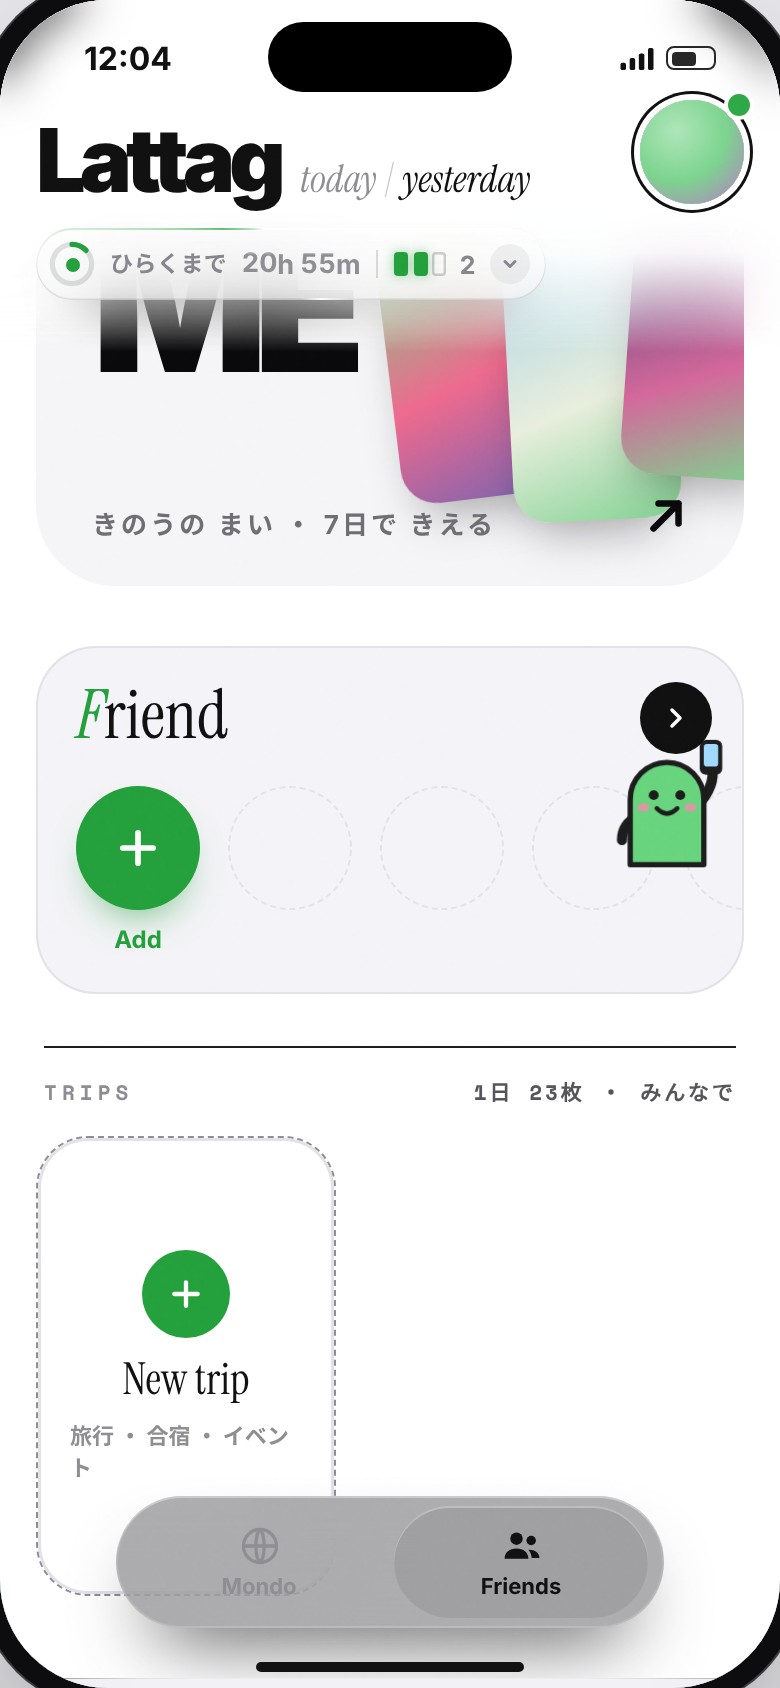 12:04
Lattag today / yesterday
ひらくまで 20h 55m 2
ME
きのうの まい ・ 7日で きえる
Friend
Add
TRIPS 1日 23枚 ・ みんなで
New trip
旅行 ・ 合宿 ・ イベン
ト
Mondo Friends